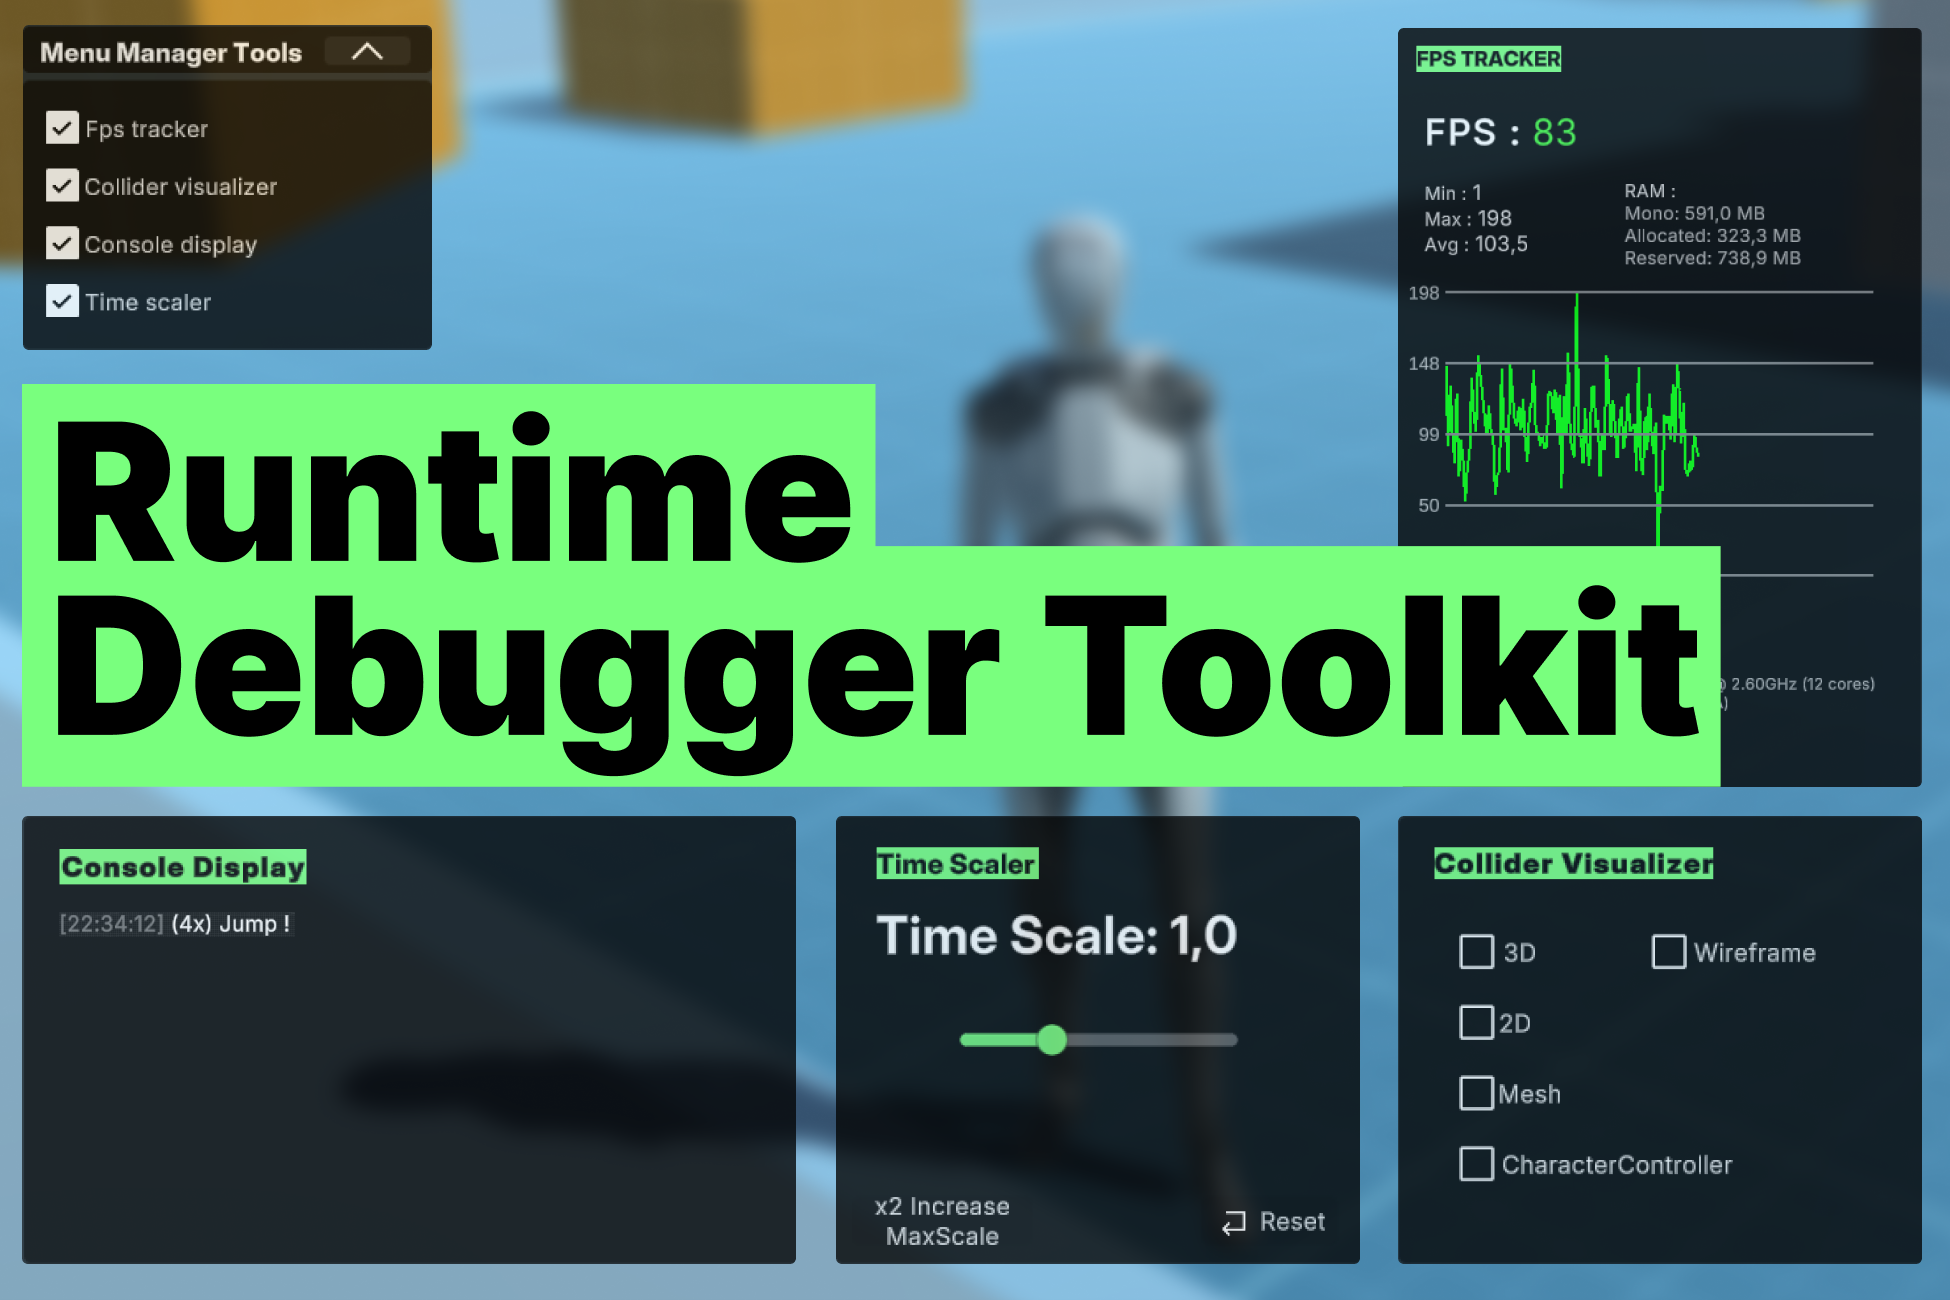 Menu Manager Tools
Fps tracker
Collider visualizer
Console display
Time scaler
FPS TRACKER
FPS : 83
Min : 1
Max : 198
Avg : 103,5
RAM :
Mono: 591,0 MB
Allocated: 323,3 MB
Reserved: 738,9 MB
198
148
99
50
Runtime
Debugger Toolkit
2.60GHz (12 cores)
Console Display
[22:34:12] (4x) Jump !
Time Scaler
Time Scale: 1,0
x2 Increase
MaxScale
Reset
Collider Visualizer
3D
Wireframe
2D
Mesh
CharacterController